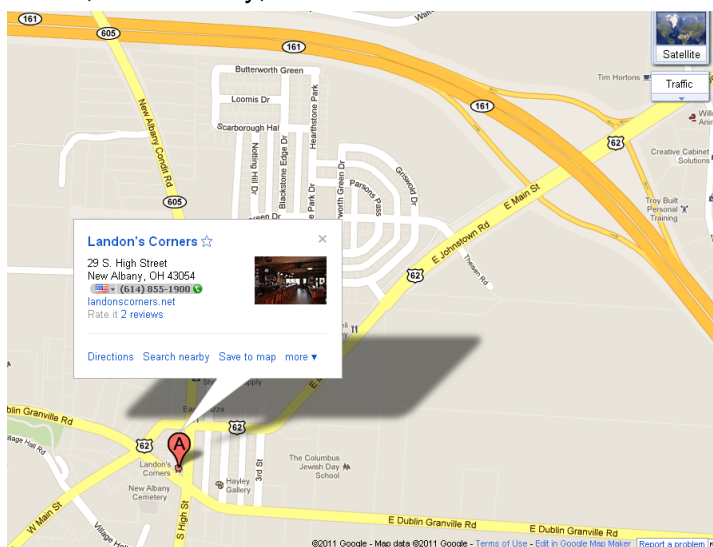 161
605
161
Satellite
Traffic
Tim Hortons
Butterworth Green
Loomis Dr
Scarborough Hal
Hearthstone Park
New Albany Condit Rd
Notting Hill Dr
Blackstone Edge Dr
161
62
Creative Cabinet
Solutions
Griswold Dr
Parsons Pass
E Main St
Troy Built
Personal
Training
605
E Johnstown Rd
Thesen Rd
62
Landon's Corners
29 S. High Street
New Albany, OH 43054
(614) 855-1900
landonscorners.net
Rate it 2 reviews
Directions Search nearby Save to map more
62
62
A
Landon's
Corners
New Albany
Cemetery
Hayley
Gallery
3rd St
The Columbus
Jewish Day
School
W Main St
S High St
E Dublin Granville Rd
E Dublin Granville Rd
©2011 Google - Map data ©2011 Google - Terms of Use - Edit in Google Map Maker Report a problem